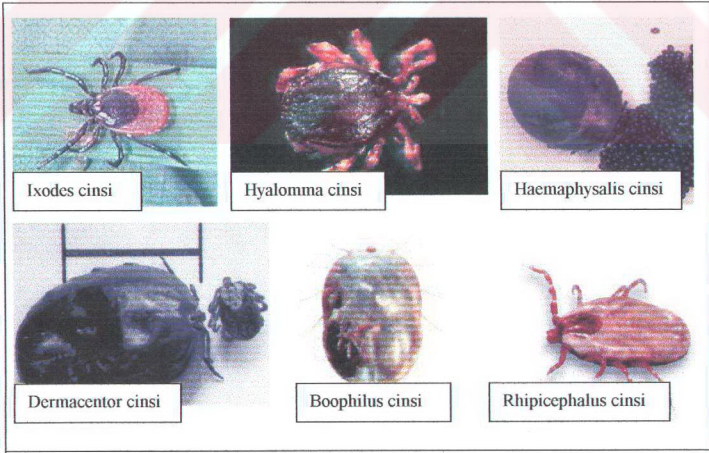 Ixodes cinsi
Hyalomma cinsi
Haemaphysalis cinsi
Dermacentor cinsi
Boophilus cinsi
Rhipicephalus cinsi